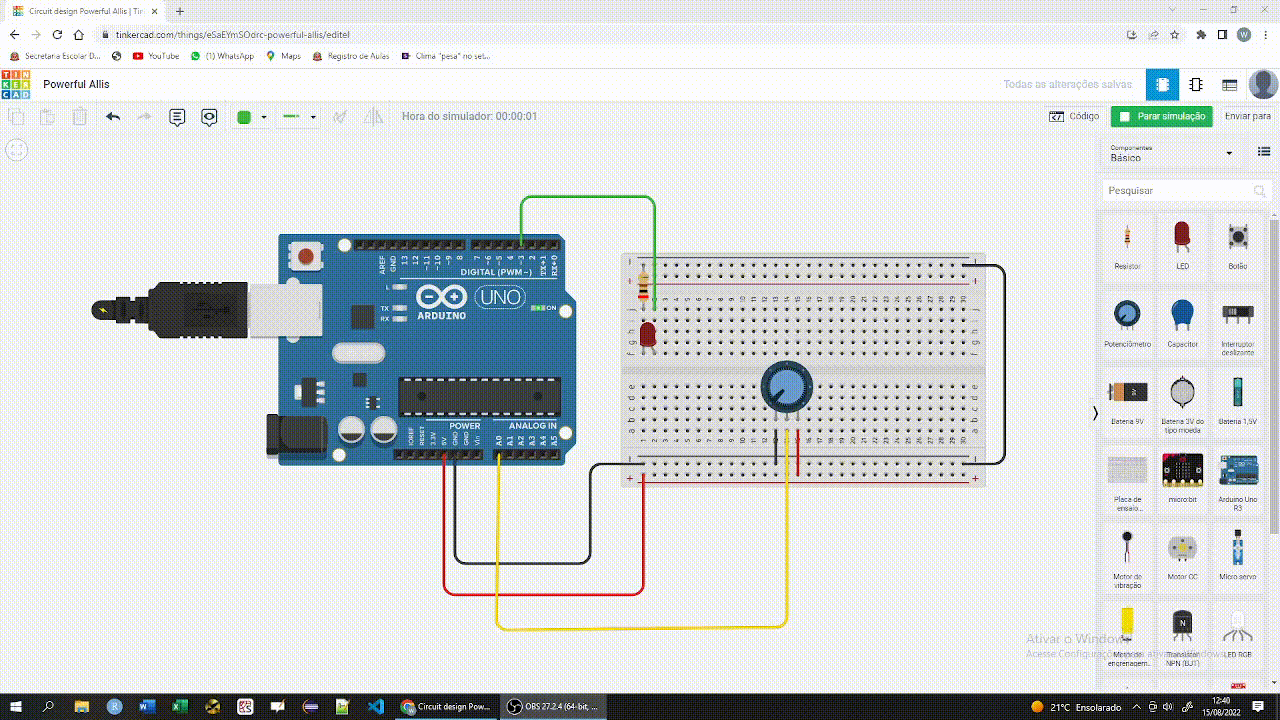 Circuit design Powerful Allis | Tin
tinkercad.com/things/eSaEYmSOdrc-powerful-allis/editel
Secretaria Escolar D...
YouTube
(1) WhatsApp
Maps
Registro de Aulas
Clima "pesa" no set...
W
TIN
KER
CAD
Powerful Allis
Todas as alterações salvas
Hora do simulador: 00:00:01
Código
Parar simulação
Enviar para
Componentes
Básico
Pesquisar
Resistor
LED
Botão
Potenciômetro
Capacitor
Interruptor
deslizante
Bateria 9V
Bateria 3V do
tipo moeda
Bateria 1,5V
Placa de
ensaio...
micro:bit
Arduino Uno
R3
Motor de
vibração
Motor CC
Micro servo
Motor de
engrenagem...
Transistor
NPN (BJT)
LED RGB
AREF
GND
13
12
~11
~10
~9
8
7
~6
~5
4
~3
2
TX→1
RX←0
DIGITAL (PWM~)
L
TX
RX
UNO
ARDUINO
ON
POWER
ANALOG IN
IOREF
RESET
3.3V
5V
GND
GND
Vin
A0
A1
A2
A3
A4
A5
Ativar o Windows
Acesse Configurações para ativar o Windows.
Circuit design Pow...
OBS 27.2.4 (64-bit, ...
21°C Ensolarado
12:40
15/08/2022